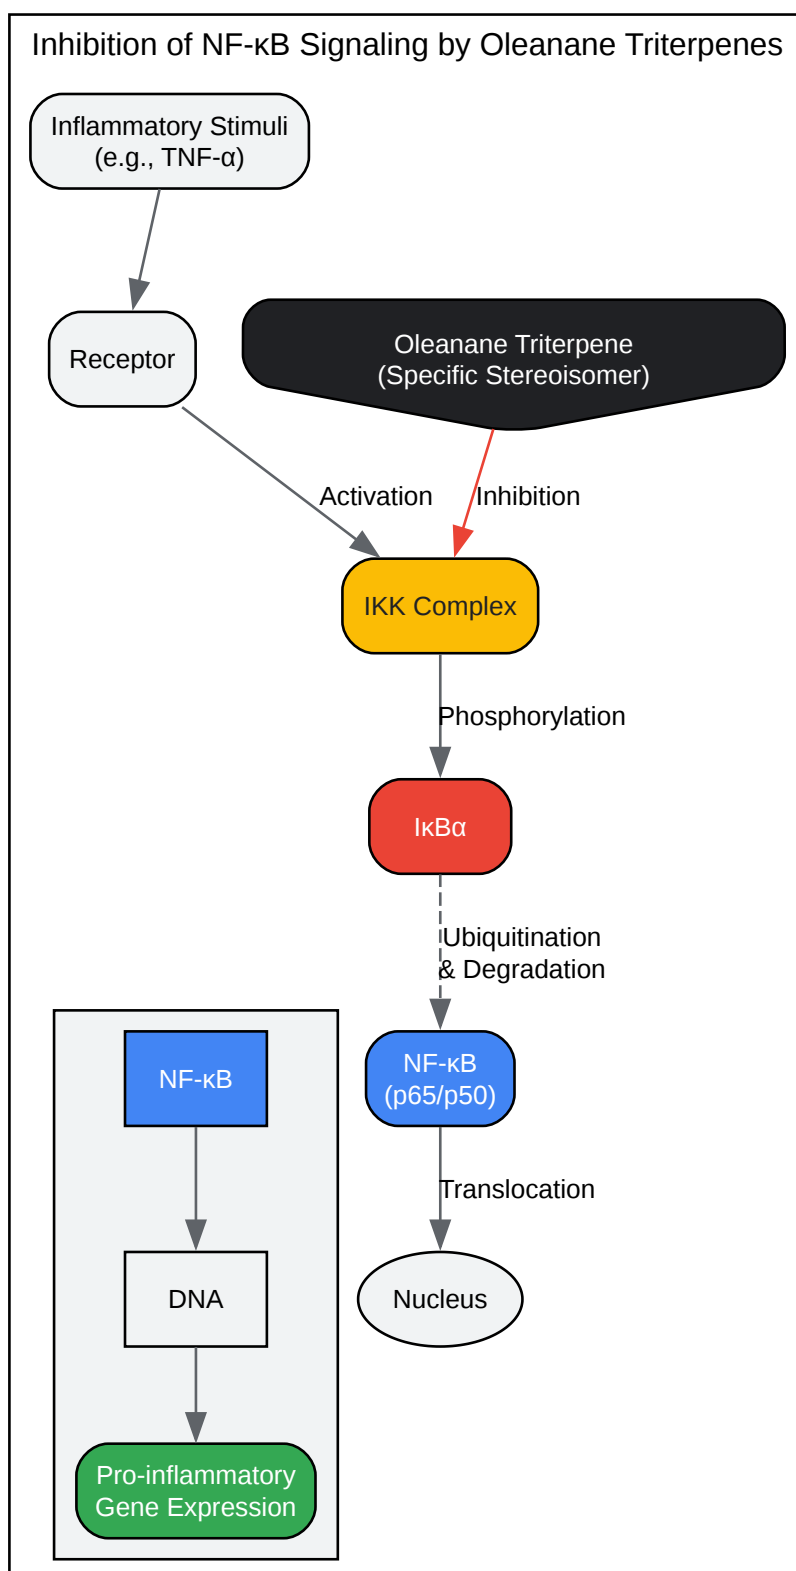 Inhibition of NF-κB Signaling by Oleanane Triterpenes
Inflammatory Stimuli
(e.g., TNF-α)
Receptor
Oleanane Triterpene
(Specific Stereoisomer)
Activation
Inhibition
IKK Complex
Phosphorylation
IκBα
Ubiquitination
& Degradation
NF-κB
(p65/p50)
Translocation
Nucleus
NF-κB
DNA
Pro-inflammatory
Gene Expression